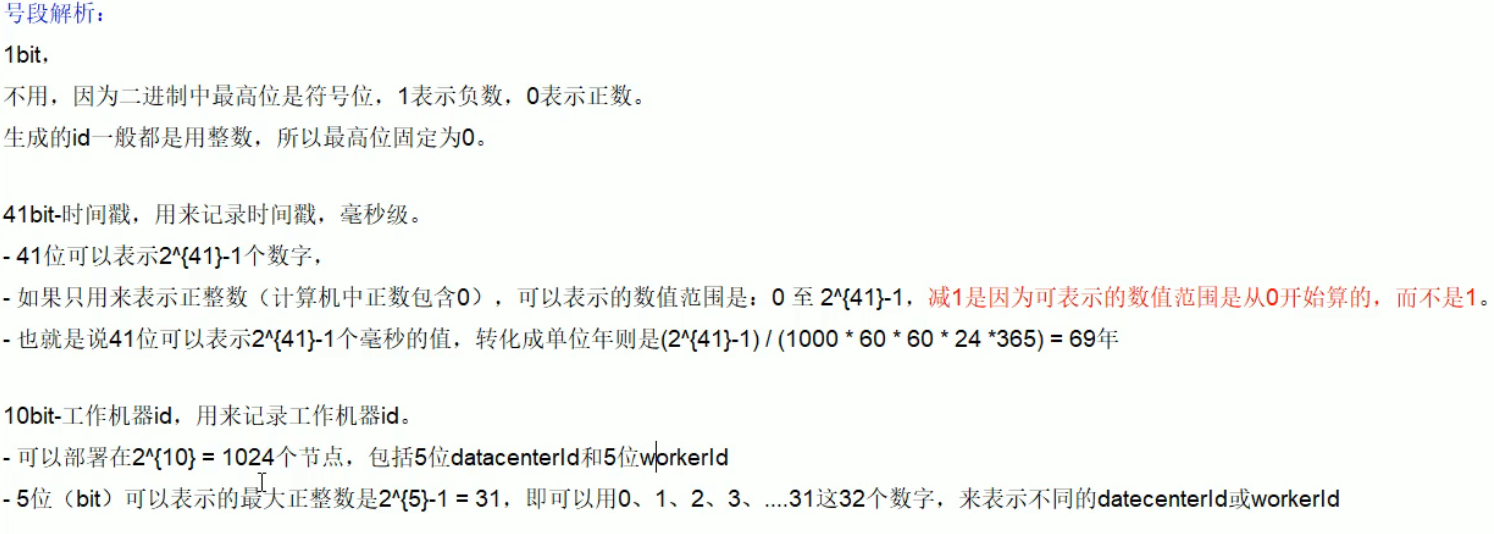 号段解析：
1bit，
不用，因为二进制中最高位是符号位，1表示负数，0表示正数。
生成的id一般都是用整数，所以最高位固定为0。
41bit-时间戳，用来记录时间戳，毫秒级。
- 41位可以表示2^{41}-1个数字，
- 如果只用来表示正整数（计算机中正数包含0），可以表示的数值范围是：0 至 2^{41}-1，减1是因为可表示的数值范围是从0开始算的，而不是1。
- 也就是说41位可以表示2^{41}-1个毫秒的值，转化成单位年则是(2^{41}-1) / (1000 * 60 * 60 * 24 *365) = 69年
10bit-工作机器id，用来记录工作机器id。
- 可以部署在2^{10} = 1024个节点，包括5位datacenterId和5位workerId
- 5位（bit）可以表示的最大正整数是2^{5}-1 = 31，即可以用0、1、2、3、....31这32个数字，来表示不同的datecenterId或workerId